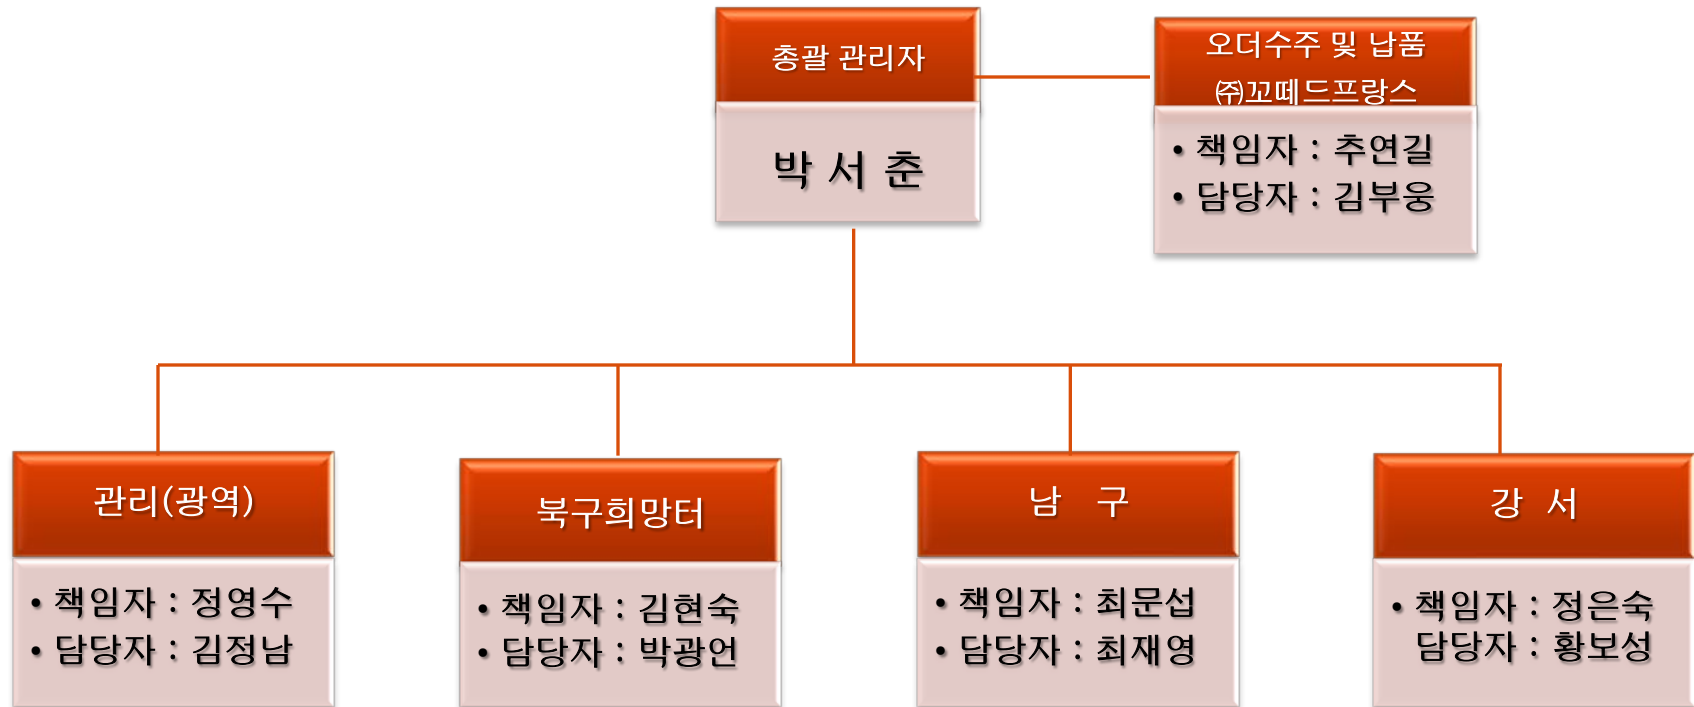 총괄 관리자
박 서 춘
오더수주 및 납품
㈜꼬떼드프랑스
• 책임자 : 추연길
• 담당자 : 김부웅
관리(광역)
• 책임자 : 정영수
• 담당자 : 김정남
북구희망터
• 책임자 : 김현숙
• 담당자 : 박광언
남 구
• 책임자 : 최문섭
• 담당자 : 최재영
강 서
• 책임자 : 정은숙
담당자 : 황보성